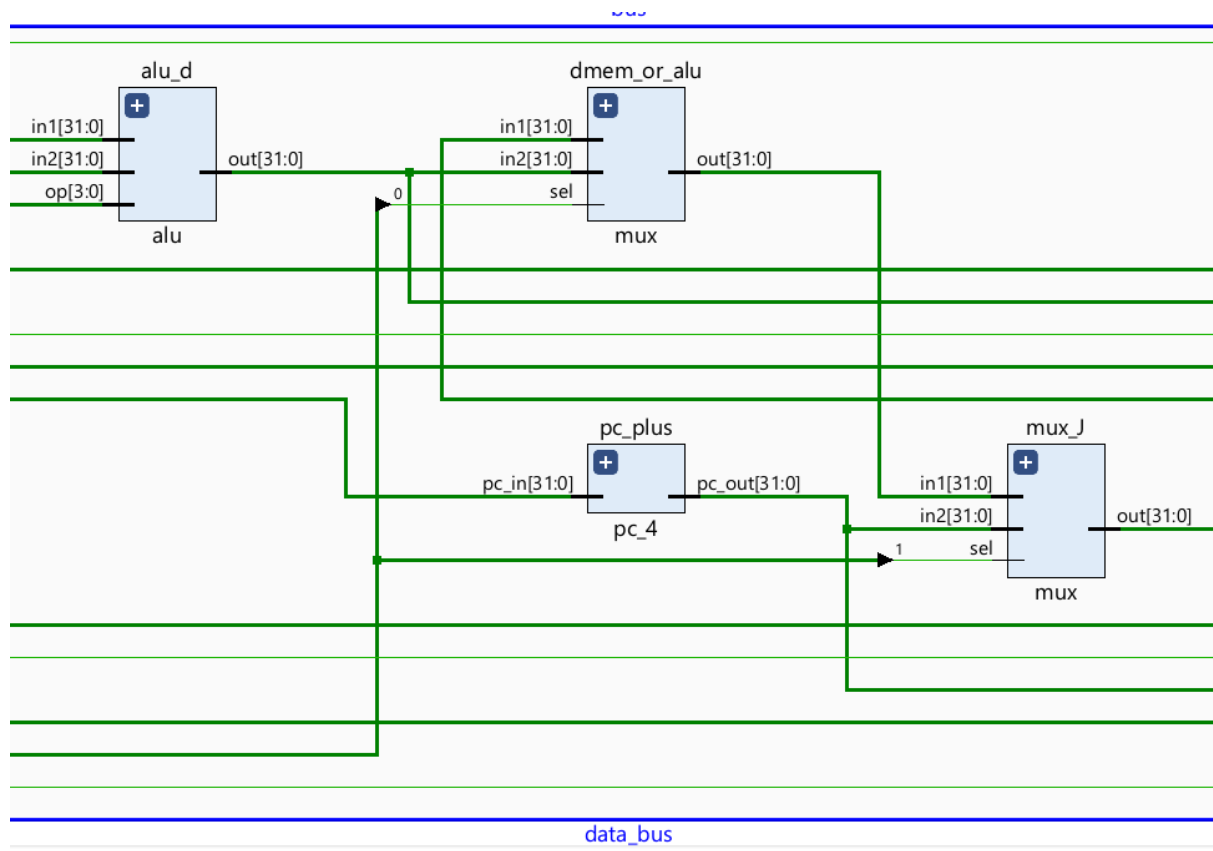 bus
alu_d
dmem_or_alu
in1[31:0]
in2[31:0]
op[3:0]
out[31:0]
alu
in1[31:0]
in2[31:0]
sel
0
out[31:0]
mux
pc_plus
pc_in[31:0]
pc_out[31:0]
pc_4
mux_J
in1[31:0]
in2[31:0]
1
sel
out[31:0]
mux
data_bus